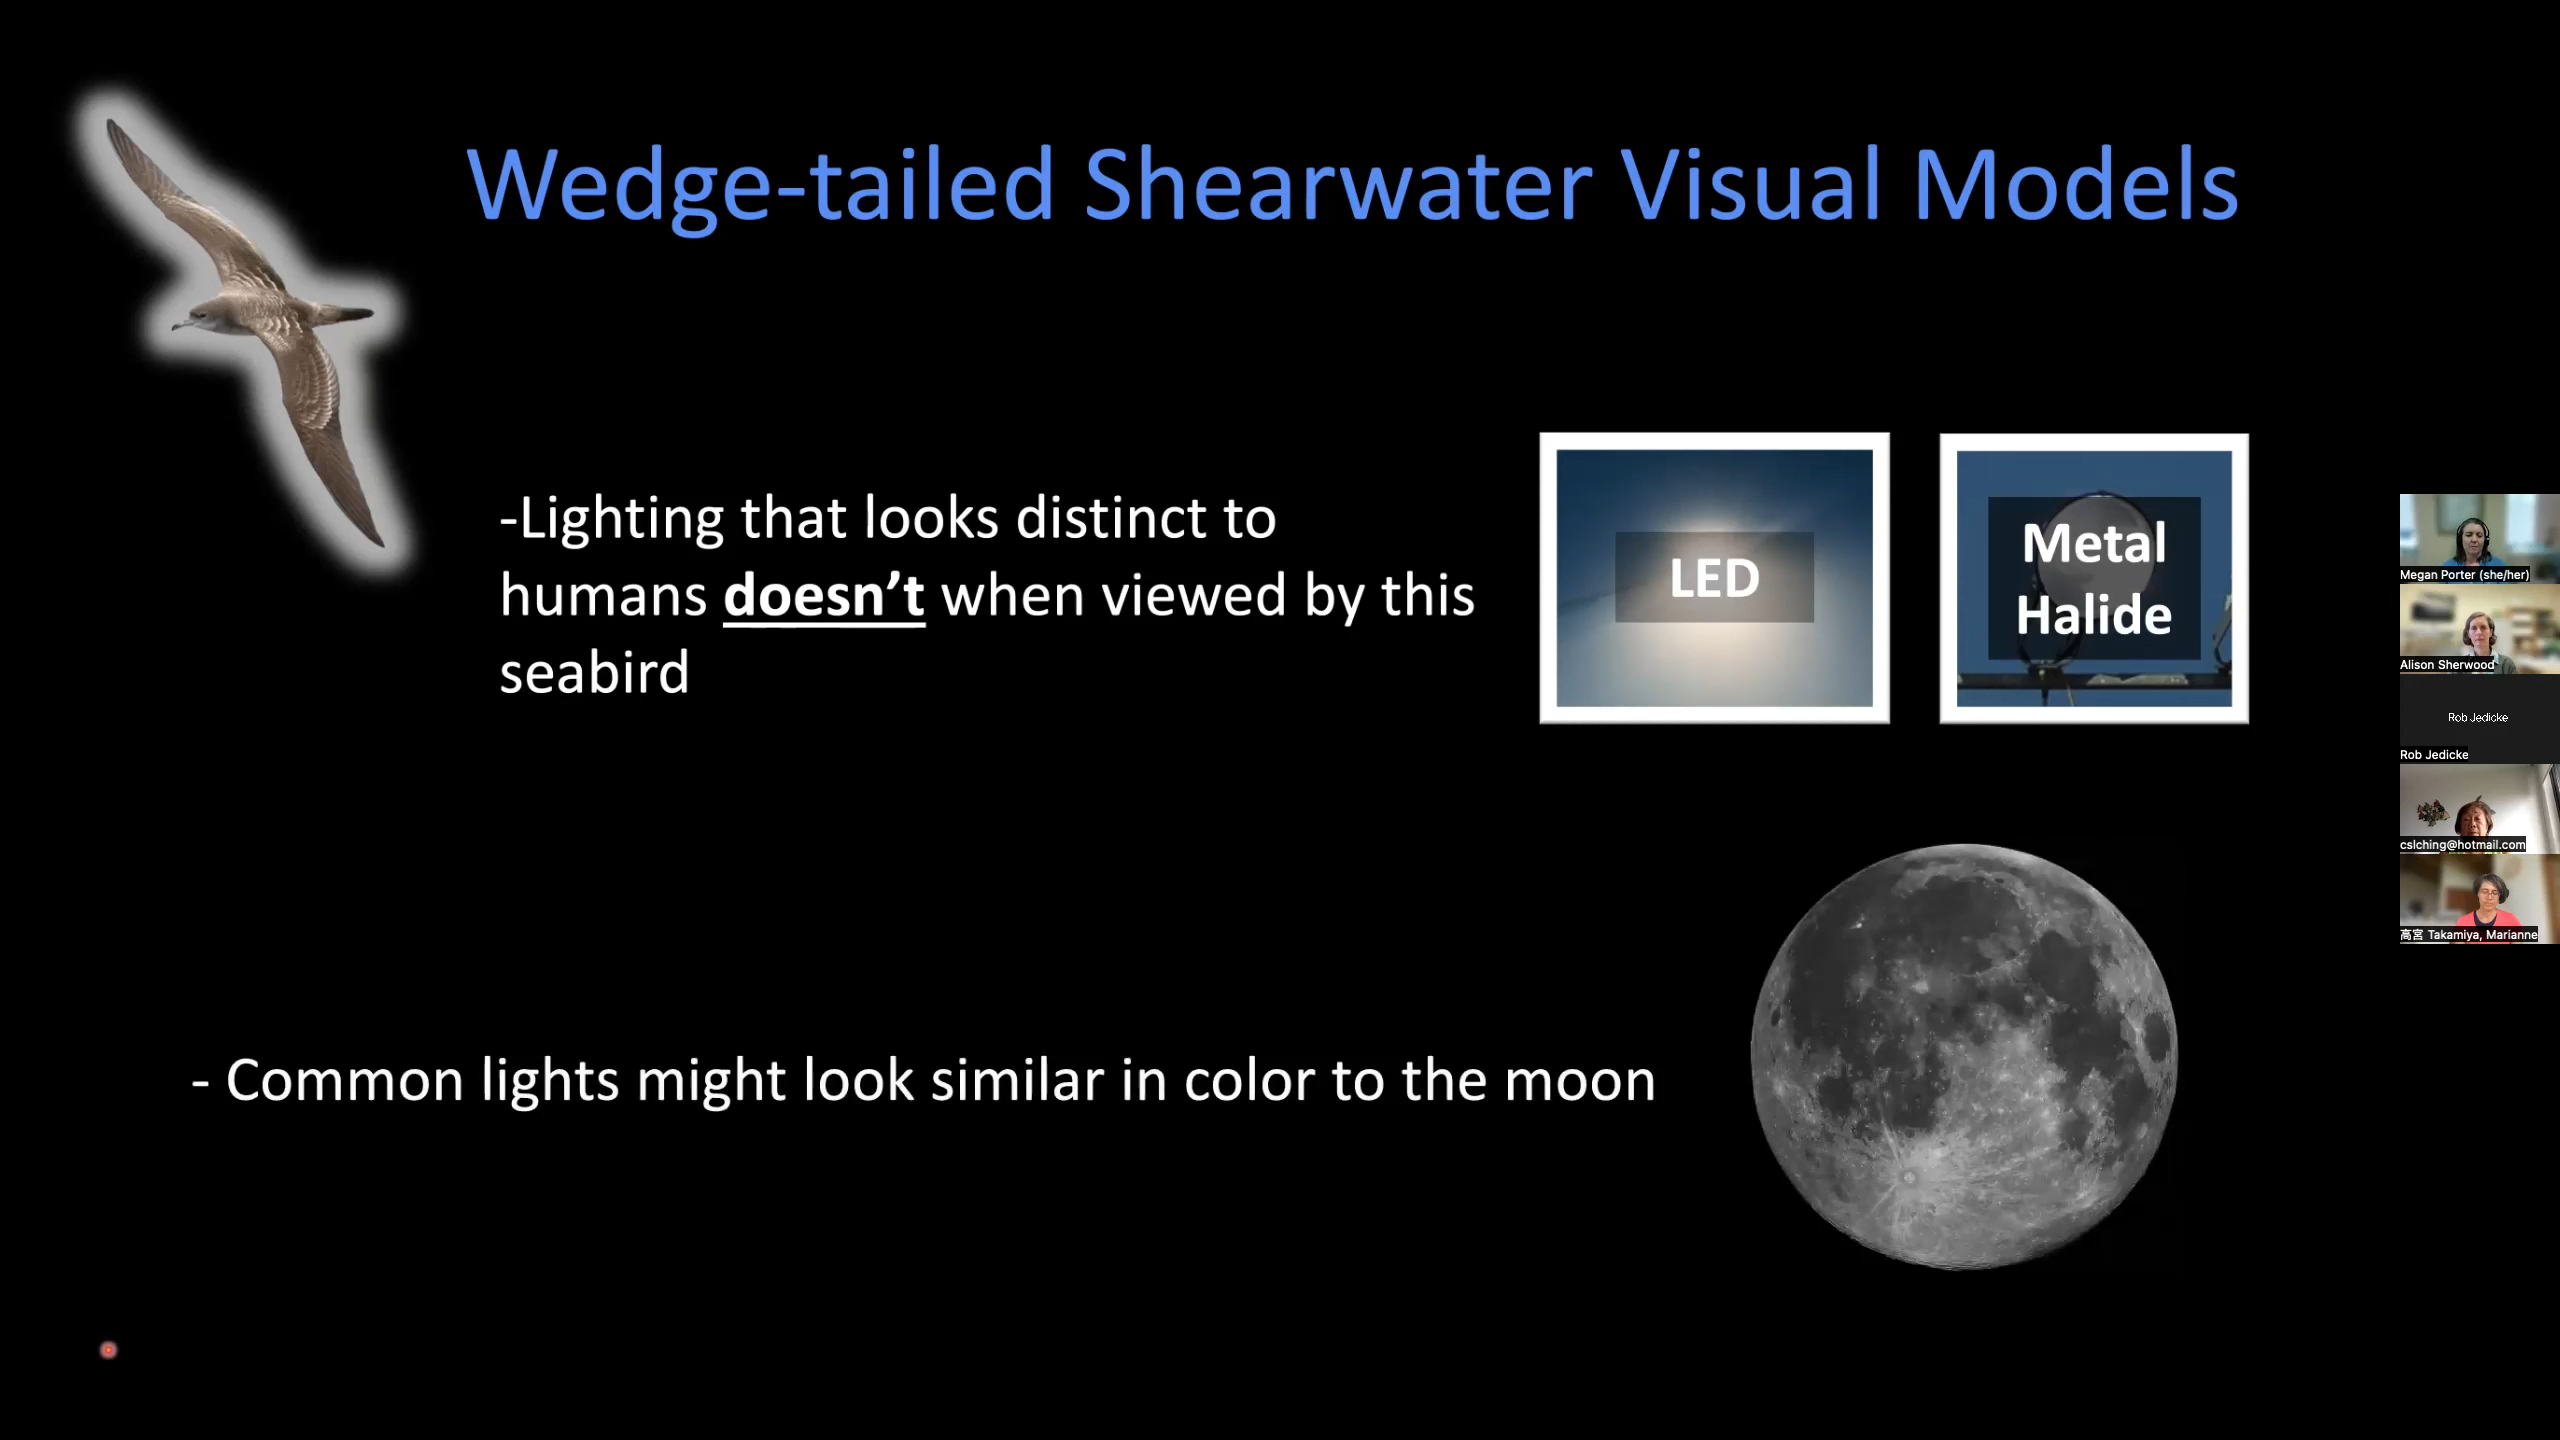 Wedge-tailed Shearwater Visual Models
-Lighting that looks distinct to
humans doesn’t when viewed by this
seabird
LED
Metal
Halide
- Common lights might look similar in color to the moon
Megan Porter (she/her)
Alison Sherwood
Rob Jedicke
Rob Jedicke
cslching@hotmail.com
高宮 Takamiya, Marianne